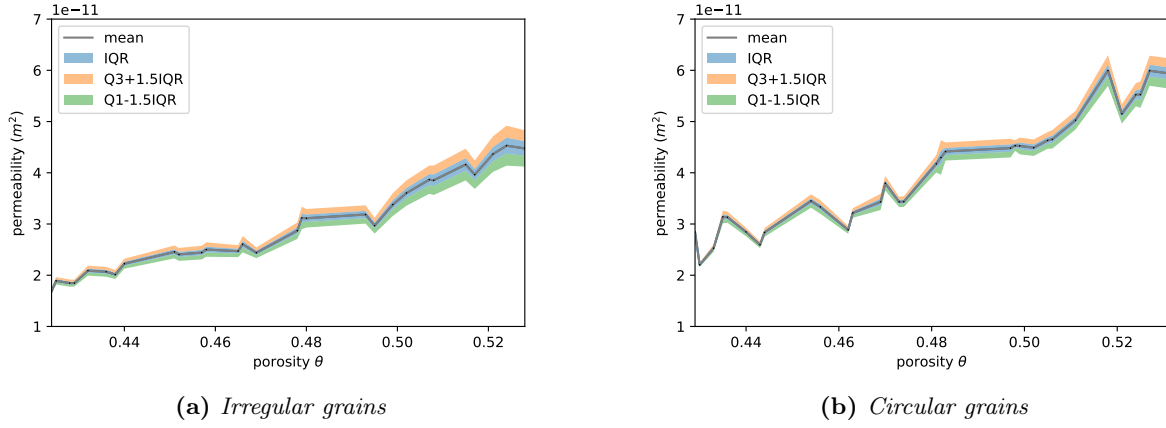 1e−11
7
6
5
4
3
2
1
permeability (m²)
mean
IQR
Q3+1.5IQR
Q1-1.5IQR
0.44
0.46
0.48
0.50
0.52
porosity θ
(a) Irregular grains
1e−11
7
6
5
4
3
2
1
permeability (m²)
mean
IQR
Q3+1.5IQR
Q1-1.5IQR
0.44
0.46
0.48
0.50
0.52
porosity θ
(b) Circular grains